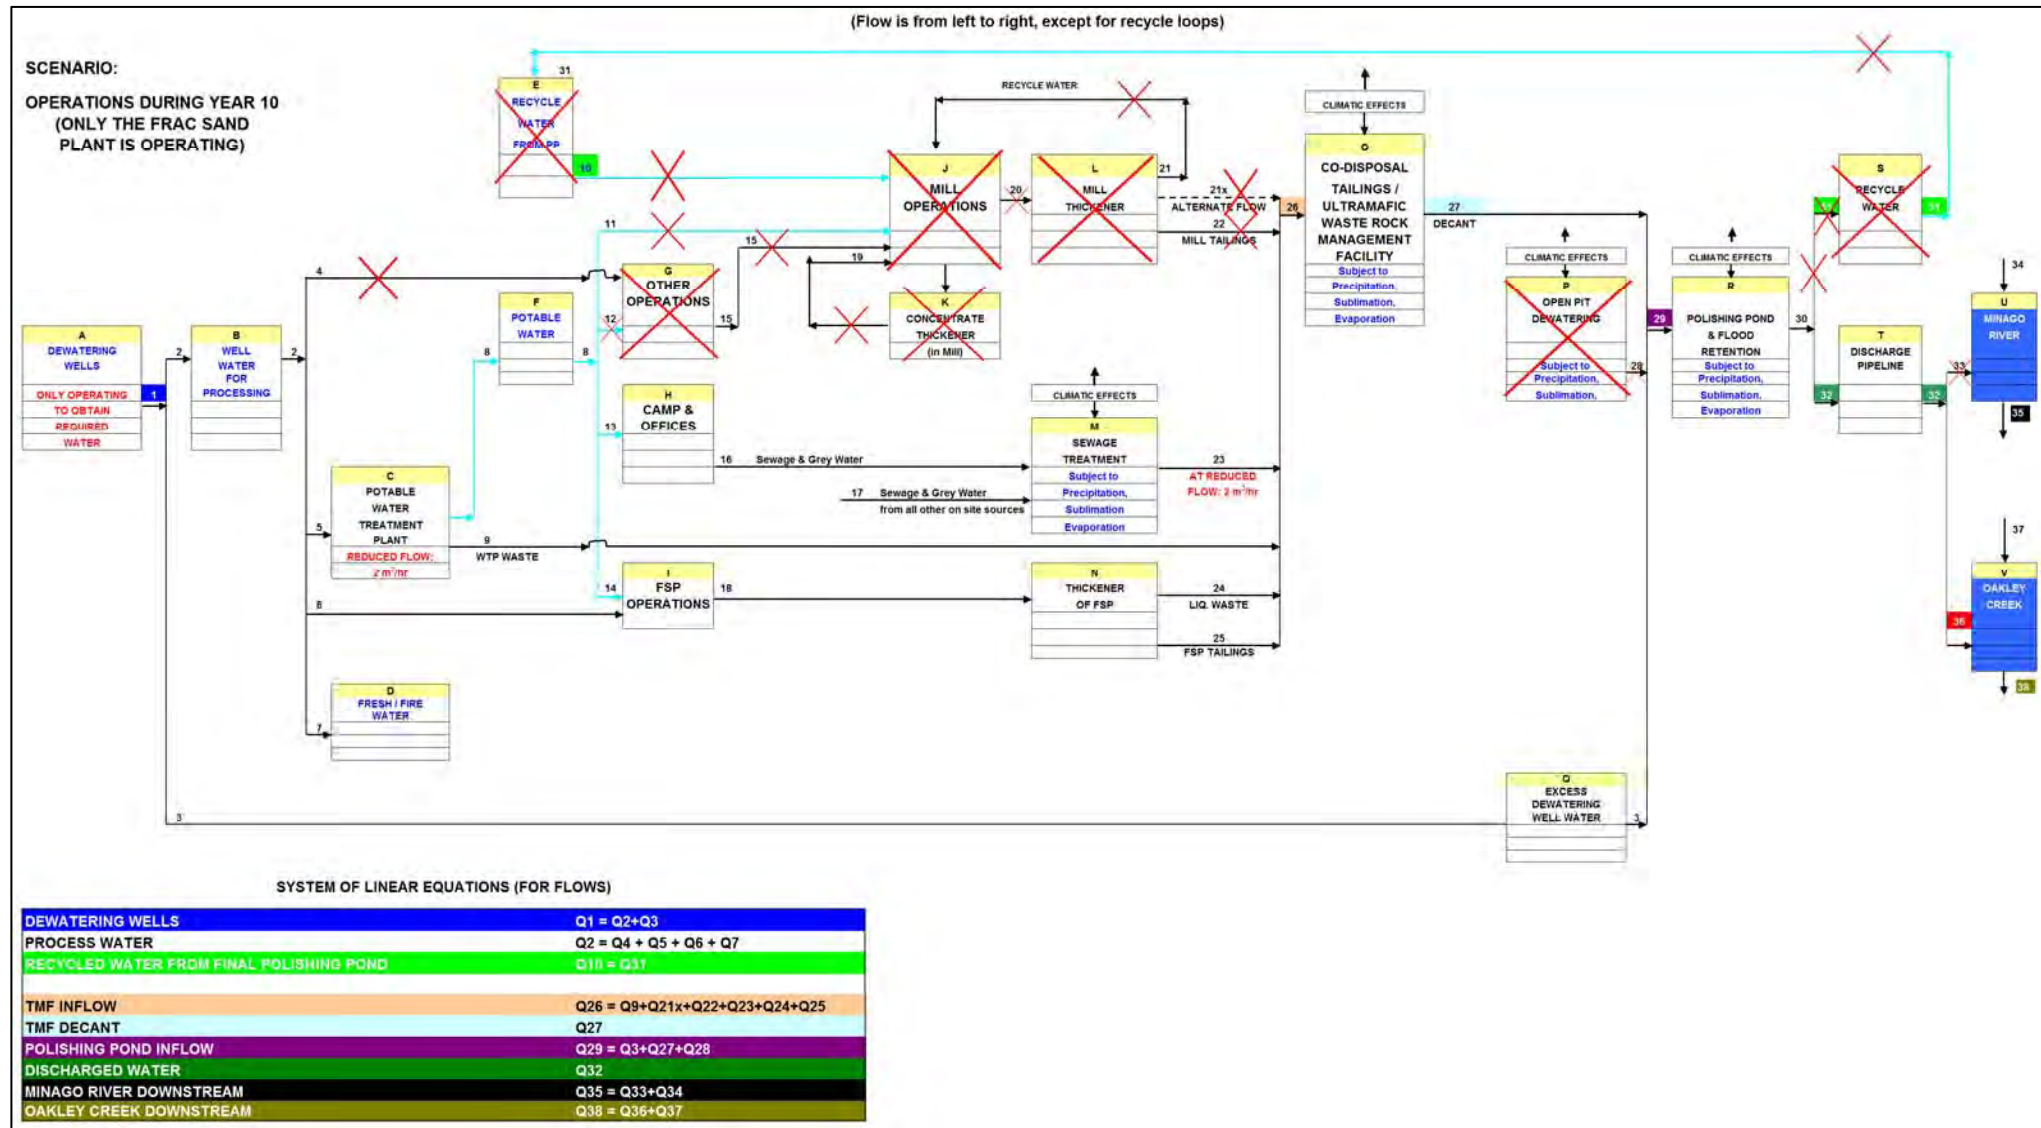 (Flow is from left to right, except for recycle loops)
SCENARIO:
OPERATIONS DURING YEAR 10
(ONLY THE FRAC SAND
PLANT IS OPERATING)
31
E
RECYCLE
WATER
FROM PP
10
RECYCLE WATER
CLIMATIC EFFECTS
J
MILL
OPERATIONS
20
L
MILL
THICKENER
21
21x
ALTERNATE FLOW
22
MILL TAILINGS
26
O
CO-DISPOSAL
TAILINGS /
ULTRAMAFIC
WASTE ROCK
MANAGEMENT
FACILITY
Subject to
Precipitation,
Sublimation,
Evaporation
27
DECANT
S
RECYCLE
WATER
31
11
15
19
4
G
OTHER
OPERATIONS
12
15
K
CONCENTRATE
THICKENER
(in Mill)
F
POTABLE
WATER
8
8
CLIMATIC EFFECTS
P
OPEN PIT
DEWATERING
Subject to
Precipitation,
Sublimation,
28
29
CLIMATIC EFFECTS
R
POLISHING POND
& FLOOD
RETENTION
Subject to
Precipitation,
Sublimation,
Evaporation
30
T
DISCHARGE
PIPELINE
32
32
33
34
U
MINAGO
RIVER
35
A
DEWATERING
WELLS
ONLY OPERATING
TO OBTAIN
REQUIRED
WATER
1
2
B
WELL
WATER
FOR
PROCESSING
2
H
CAMP &
OFFICES
13
16
Sewage & Grey Water
17
Sewage & Grey Water
from all other on site sources
CLIMATIC EFFECTS
M
SEWAGE
TREATMENT
Subject to
Precipitation,
Sublimation
Evaporation
23
AT REDUCED
FLOW: 2 m³/hr
C
POTABLE
WATER
TREATMENT
PLANT
REDUCED FLOW:
2 m³/hr
5
9
WTP WASTE
6
14
I
FSP
OPERATIONS
18
N
THICKENER
OF FSP
24
LIQ. WASTE
25
FSP TAILINGS
37
V
OAKLEY
CREEK
36
38
D
FRESH / FIRE
WATER
7
3
Q
EXCESS
DEWATERING
WELL WATER
3
SYSTEM OF LINEAR EQUATIONS (FOR FLOWS)
DEWATERING WELLS Q1 = Q2+Q3
PROCESS WATER Q2 = Q4 + Q5 + Q6 + Q7
RECYCLED WATER FROM FINAL POLISHING POND Q10 = Q31
TMF INFLOW Q26 = Q9+Q21x+Q22+Q23+Q24+Q25
TMF DECANT Q27
POLISHING POND INFLOW Q29 = Q3+Q27+Q28
DISCHARGED WATER Q32
MINAGO RIVER DOWNSTREAM Q35 = Q33+Q34
OAKLEY CREEK DOWNSTREAM Q38 = Q36+Q37